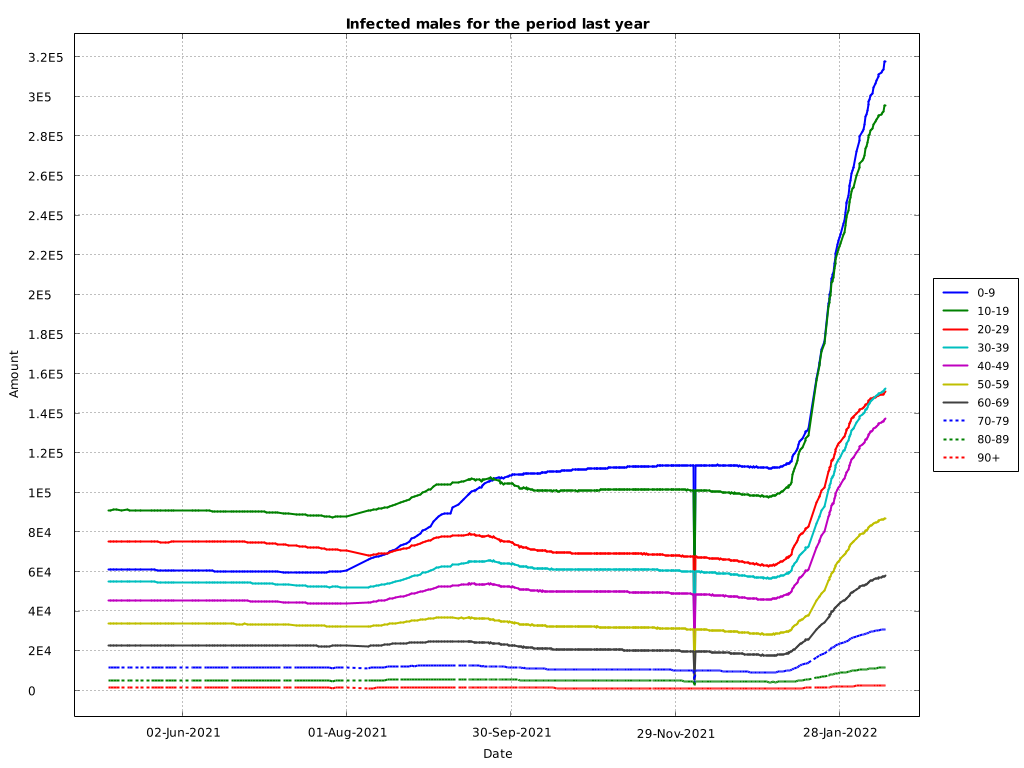 Infected males for the period last year
3.2E5
3E5
2.8E5
2.6E5
2.4E5
2.2E5
2E5
1.8E5
1.6E5
1.4E5
1.2E5
1E5
8E4
6E4
4E4
2E4
0
Amount
02-Jun-2021
01-Aug-2021
30-Sep-2021
29-Nov-2021
28-Jan-2022
Date
0-9
10-19
20-29
30-39
40-49
50-59
60-69
70-79
80-89
90+